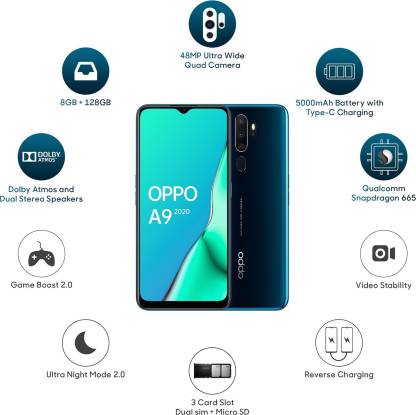 48MP Ultra Wide
Quad Camera
8GB + 128GB
5000mAh Battery with
Type-C Charging
DOLBY
ATMOS
Dolby Atmos and
Dual Stereo Speakers
OPPO
A9 2020
oppo
Qualcomm
Snapdragon 665
Game Boost 2.0
Video Stability
Ultra Night Mode 2.0
Reverse Charging
3 Card Slot
Dual sim + Micro SD